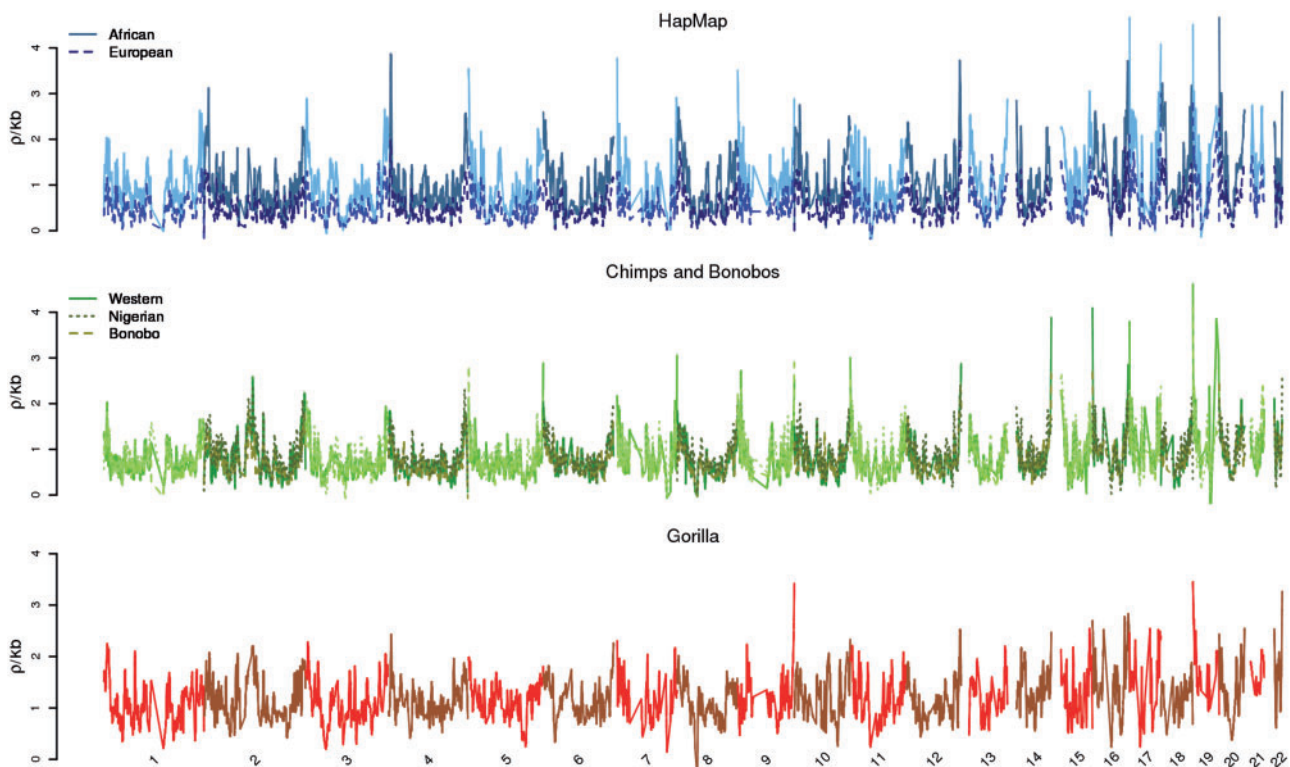 HapMap
African
European
4
3
2
1
0
ρ/Kb
Chimps and Bonobos
Western
Nigerian
Bonobo
4
3
2
1
0
ρ/Kb
Gorilla
4
3
2
1
0
ρ/Kb
1 2 3 4 5 6 7 8 9 10 11 12 13 14 15 16 17 18 19 20 21 22